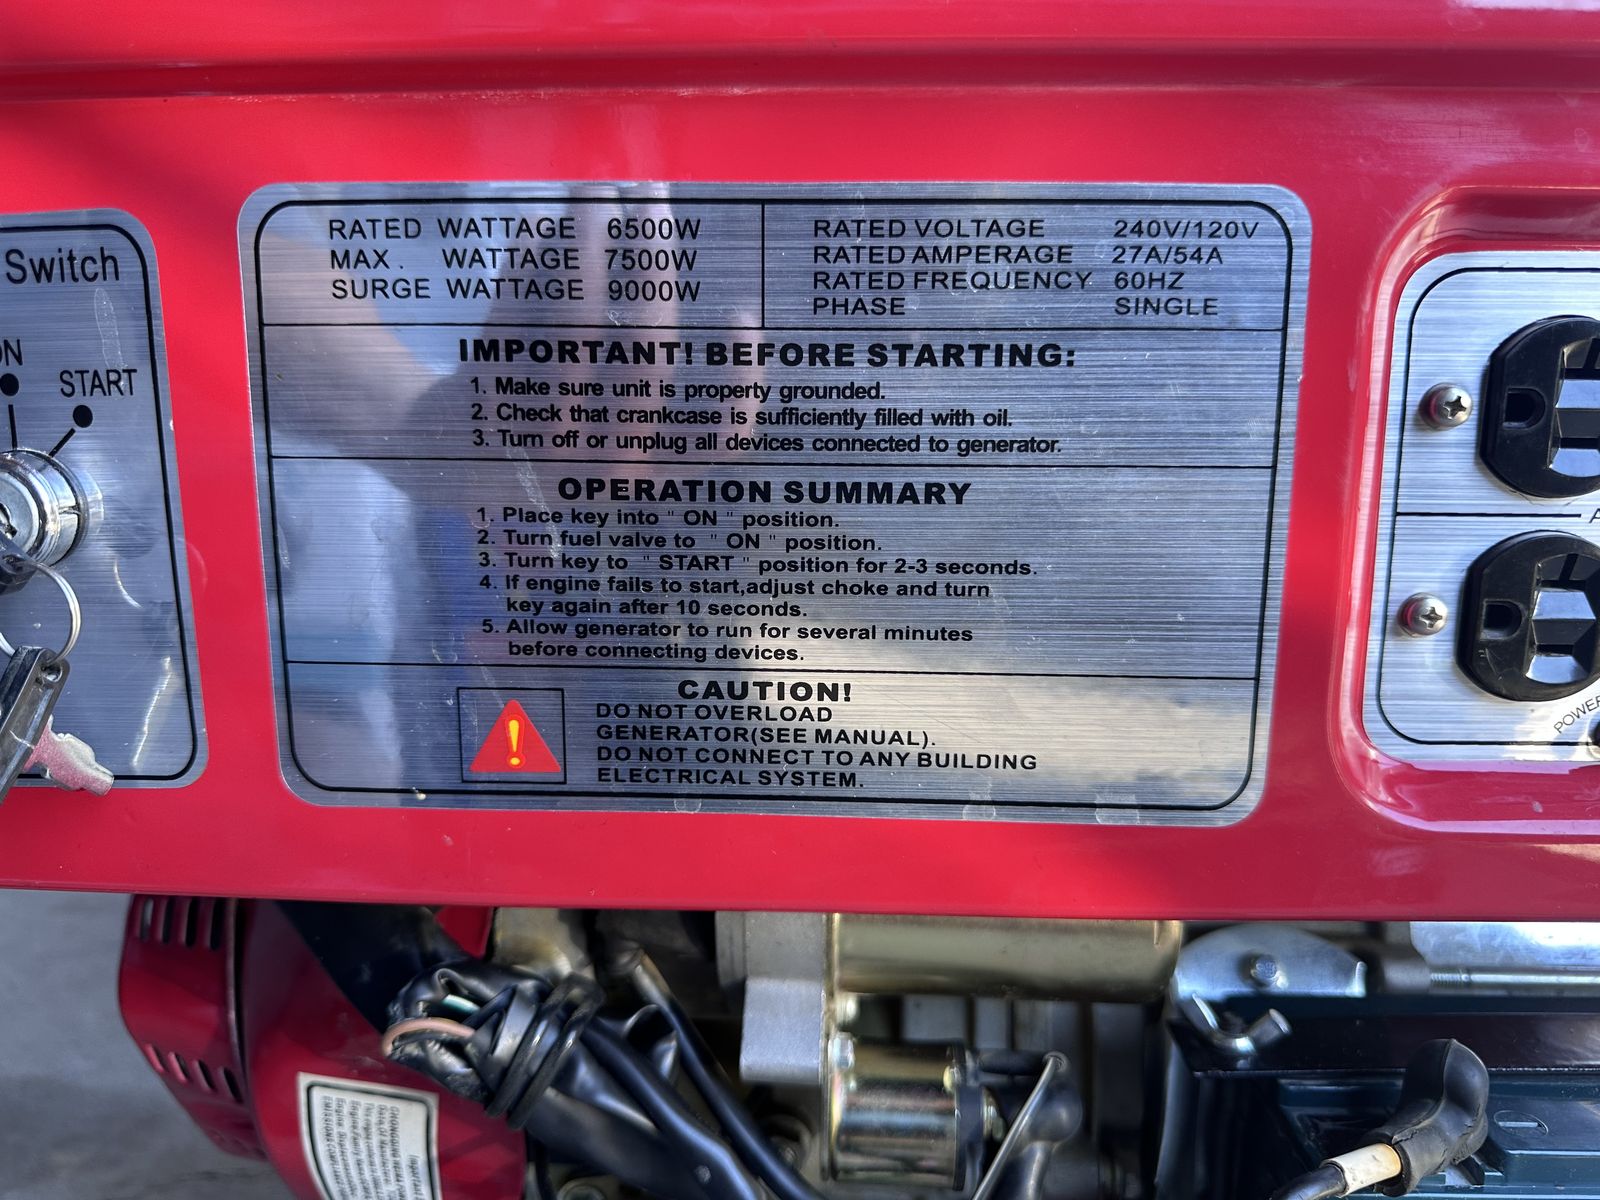 Switch
ON
START
RATED WATTAGE 6500W
MAX. WATTAGE 7500W
SURGE WATTAGE 9000W
RATED VOLTAGE 240V/120V
RATED AMPERAGE 27A/54A
RATED FREQUENCY 60HZ
PHASE SINGLE
IMPORTANT! BEFORE STARTING:
1. Make sure unit is property grounded.
2. Check that crankcase is sufficiently filled with oil.
3. Turn off or unplug all devices connected to generator.
OPERATION SUMMARY
1. Place key into "ON" position.
2. Turn fuel valve to "ON" position.
3. Turn key to "START" position for 2-3 seconds.
4. If engine fails to start,adjust choke and turn
key again after 10 seconds.
5. Allow generator to run for several minutes
before connecting devices.
CAUTION!
DO NOT OVERLOAD
GENERATOR(SEE MANUAL).
DO NOT CONNECT TO ANY BUILDING
ELECTRICAL SYSTEM.
POWER